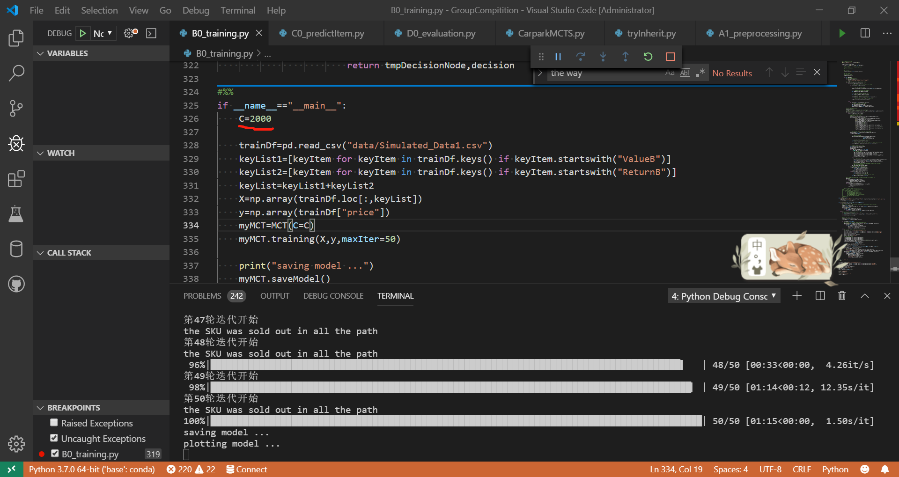 File Edit Selection View Go Debug Terminal Help B0_training.py - GroupCompitition - Visual Studio Code [Administrator]
DEBUG Nc B0_training.py C0_predictItem.py D0_evaluation.py CarparkMCTS.py tryInherit.py A1_preprocessing.py
B0_training.py > ...
VARIABLES
322 return tmpDecisionNode,decision
the way No Results
323
324 #%%
325 if __name__=="__main__":
326 C=2000
327
328 trainDf=pd.read_csv("data/Simulated_Data1.csv")
329 keyList1=[keyItem for keyItem in trainDf.keys() if keyItem.startswith("ValueB")]
330 keyList2=[keyItem for keyItem in trainDf.keys() if keyItem.startswith("ReturnB")]
331 keyList=keyList1+keyList2
332 X=np.array(trainDf.loc[:,keyList])
333 y=np.array(trainDf["price"])
334 myMCT=MCT(C=C)
335 myMCT.training(X,y,maxIter=50)
336
337 print("saving model ...")
338 myMCT.saveModel()
中
WATCH
CALL STACK
PROBLEMS 242 OUTPUT DEBUG CONSOLE TERMINAL 4: Python Debug Consc
第47轮迭代开始
the SKU was sold out in all the path
第48轮迭代开始
the SKU was sold out in all the path
96%| | 48/50 [00:33<00:00, 4.26it/s]
第49轮迭代开始
98%| | 49/50 [01:14<00:12, 12.35s/it]
第50轮迭代开始
the SKU was sold out in all the path
100%| | 50/50 [01:15<00:00, 1.50s/it]
saving model ...
plotting model ...
BREAKPOINTS
Raised Exceptions
Uncaught Exceptions
B0_training.py 319
Python 3.7.0 64-bit ('base': conda) 220 22 Connect Ln 334, Col 19 Spaces: 4 UTF-8 CRLF Python